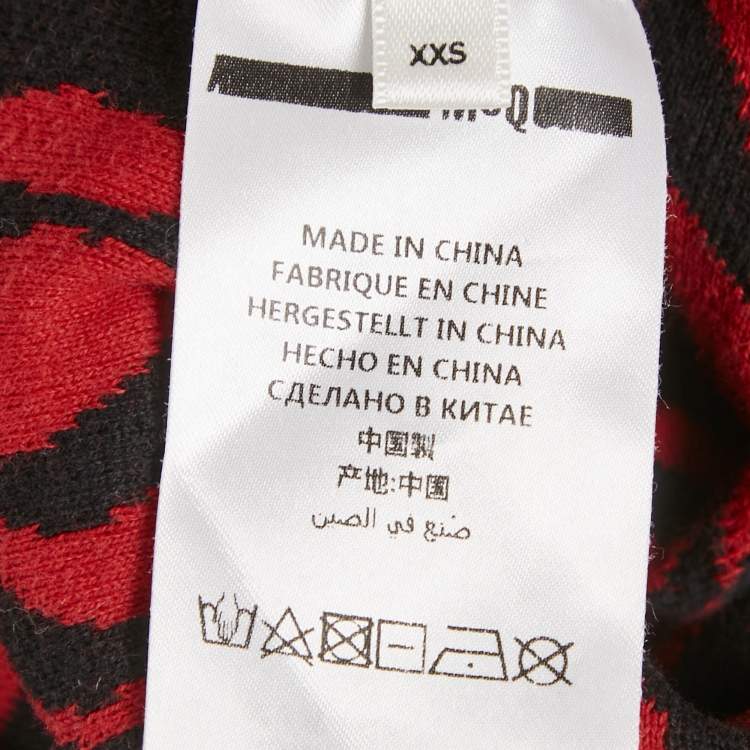 XXS
McQ
MADE IN CHINA
FABRIQUE EN CHINE
HERGESTELLT IN CHINA
HECHO EN CHINA
СДЕЛАНО В КИТАЕ
中国製
产地:中国
صنع في الصين